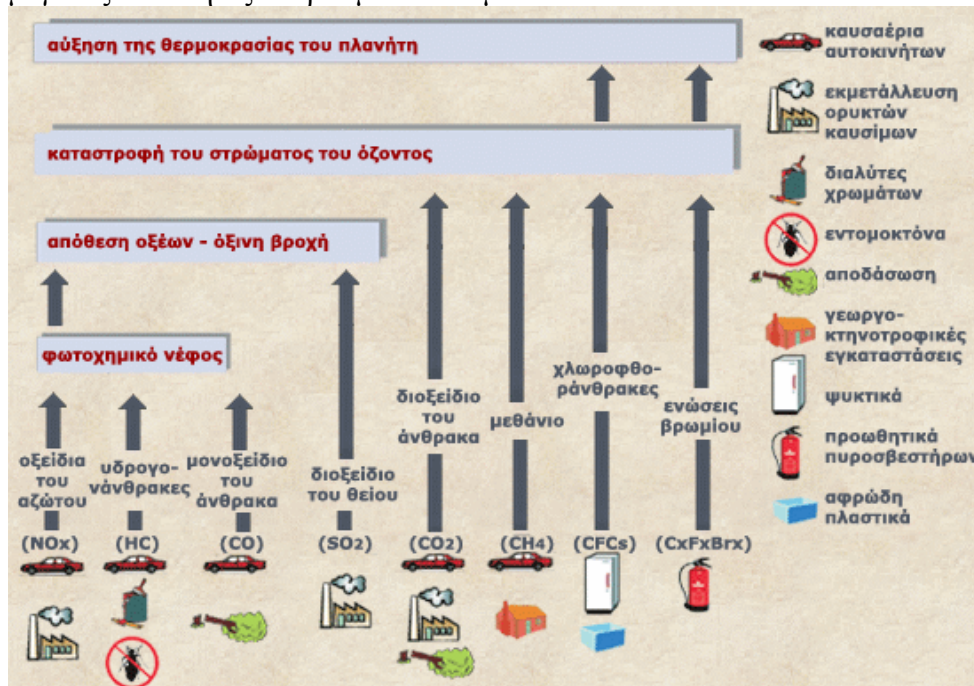 αύξηση της θερμοκρασίας του πλανήτη
καταστροφή του στρώματος του όζοντος
απόθεση οξέων - όξινη βροχή
φωτοχημικό νέφος
οξείδια
του
αζώτου
υδρογο-
νάνθρακες
μονοξείδιο
του
άνθρακα
διοξείδιο
του θείου
διοξείδιο
του
άνθρακα
μεθάνιο
χλωροφθο-
ράνθρακες
ενώσεις
βρωμίου
(NOx) (HC) (CO) (SO2) (CO2) (CH4) (CFCs) (CxFxBrx)
καυσαέρια
αυτοκινήτων
εκμετάλλευση
ορυκτών
καυσίμων
διαλύτες
χρωμάτων
εντομοκτόνα
αποδάσωση
γεωργο-
κτηνοτροφικές
εγκαταστάσεις
ψυκτικά
προωθητικά
πυροσβεστήρων
αφρώδη
πλαστικά